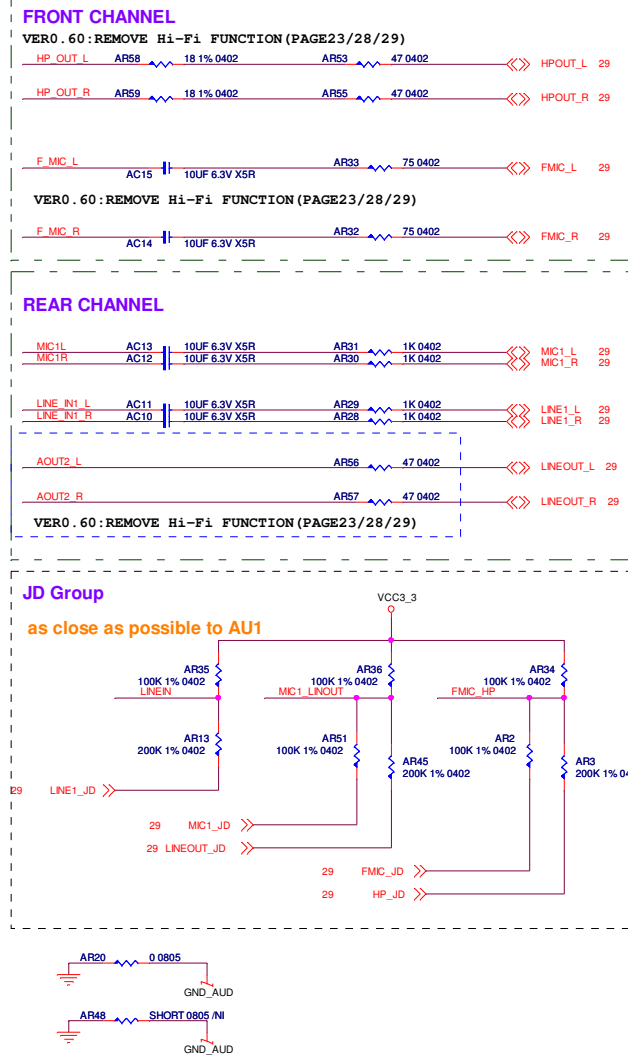 FRONT CHANNEL
VER0.60:REMOVE Hi-Fi FUNCTION(PAGE23/28/29)
HP_OUT_L AR58 18 1% 0402 AR53 47 0402 HPOUT_L 29
HP_OUT_R AR59 18 1% 0402 AR55 47 0402 HPOUT_R 29
F_MIC_L AC15 10UF 6.3V X5R AR33 75 0402 FMIC_L 29
VER0.60:REMOVE Hi-Fi FUNCTION(PAGE23/28/29)
F_MIC_R AC14 10UF 6.3V X5R AR32 75 0402 FMIC_R 29
REAR CHANNEL
MIC1L AC13 10UF 6.3V X5R AR31 1K 0402 MIC1_L 29
MIC1R AC12 10UF 6.3V X5R AR30 1K 0402 MIC1_R 29
LINE_IN1_L AC11 10UF 6.3V X5R AR29 1K 0402 LINE1_L 29
LINE_IN1_R AC10 10UF 6.3V X5R AR28 1K 0402 LINE1_R 29
AOUT2_L AR56 47 0402 LINEOUT_L 29
AOUT2_R AR57 47 0402 LINEOUT_R 29
VER0.60:REMOVE Hi-Fi FUNCTION(PAGE23/28/29)
JD Group
VCC3_3
as close as possible to AU1
AR35 AR36 AR34
100K 1% 0402 100K 1% 0402 100K 1% 0402
LINEIN MIC1_LINOUT FMIC_HP
AR13 AR51 AR2
200K 1% 0402 100K 1% 0402 100K 1% 0402
AR45 AR3
200K 1% 0402 200K 1% 04
29 LINE1_JD
29 MIC1_JD
29 LINEOUT_JD
29 FMIC_JD
29 HP_JD
AR20 0 0805
GND_AUD
AR48 SHORT 0805 /NI
GND_AUD